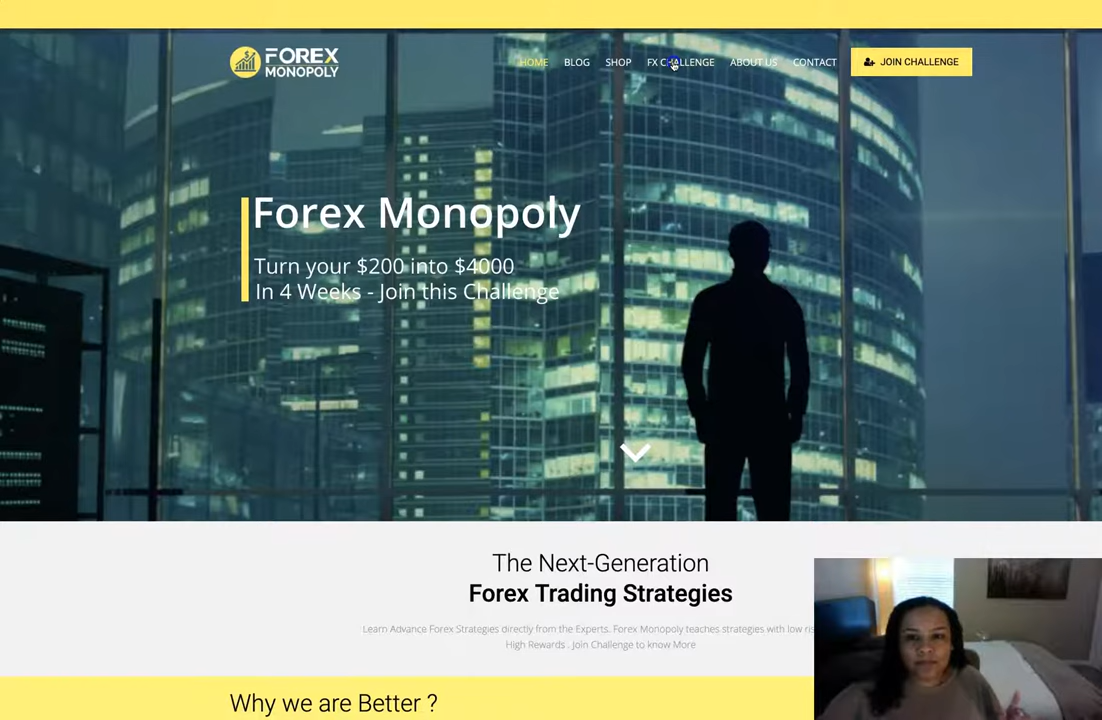 FOREX
MONOPOLY
HOME BLOG SHOP FX CHALLENGE ABOUT US CONTACT JOIN CHALLENGE
Forex Monopoly
Turn your $200 into $4000
In 4 Weeks - Join this Challenge
The Next-Generation
Forex Trading Strategies
Learn Advance Forex Strategies directly from the Experts. Forex Monopoly teaches strategies with low
High Rewards . Join Challenge to know More
Why we are Better ?